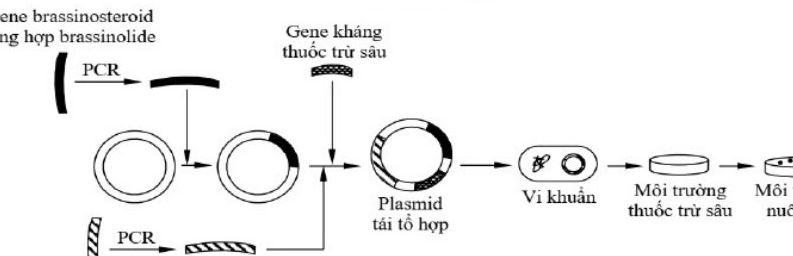 ene brassinosteroid
ng hợp brassinolide
PCR
Gene kháng
thuốc trừ sâu
Plasmid
tái tổ hợp
Vi khuẩn
Môi trường
thuốc trừ sâu
Môi
nuô
PCR